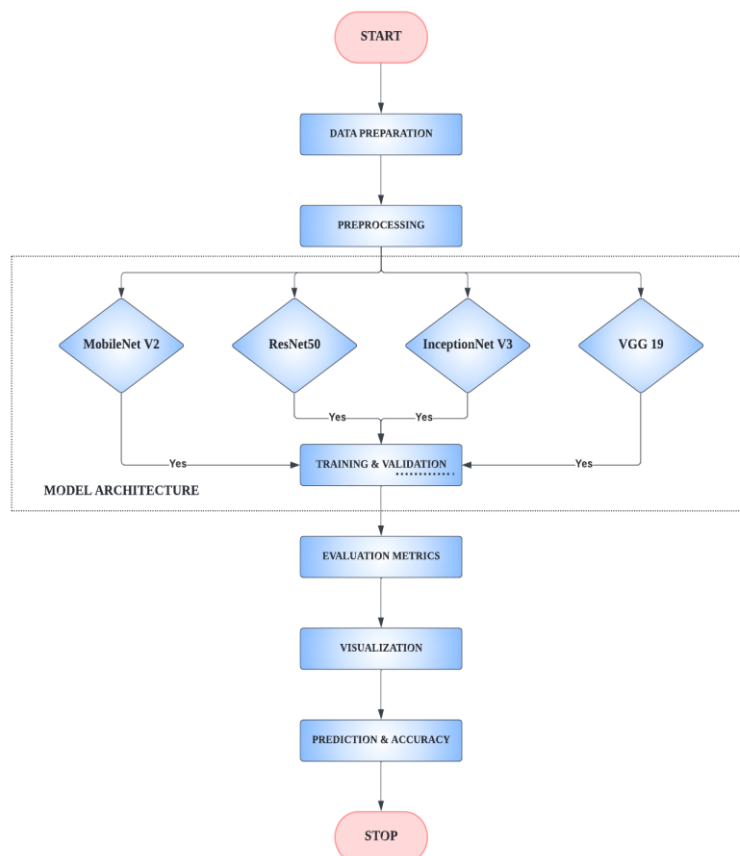 START
DATA PREPARATION
PREPROCESSING
MobileNet V2
ResNet50
InceptionNet V3
VGG 19
Yes
Yes
TRAINING & VALIDATION
Yes
Yes
MODEL ARCHITECTURE
EVALUATION METRICS
VISUALIZATION
PREDICTION & ACCURACY
STOP